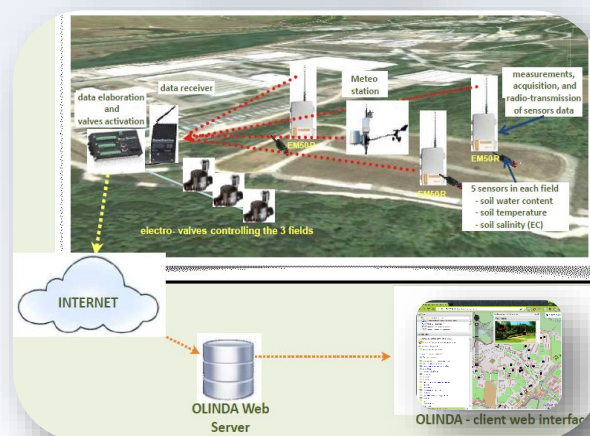 data elaboration
and
valves activation
data receiver
Meteo
station
measurements,
acquisition, and
radio-transmission
of sensors data
EM50R
EM50R
EM50R
5 sensors in each field
- soil water content
- soil temperature
- soil salinity (EC)
electro- valves controlling the 3 fields
INTERNET
OLINDA Web
Server
OLINDA - client web interfac